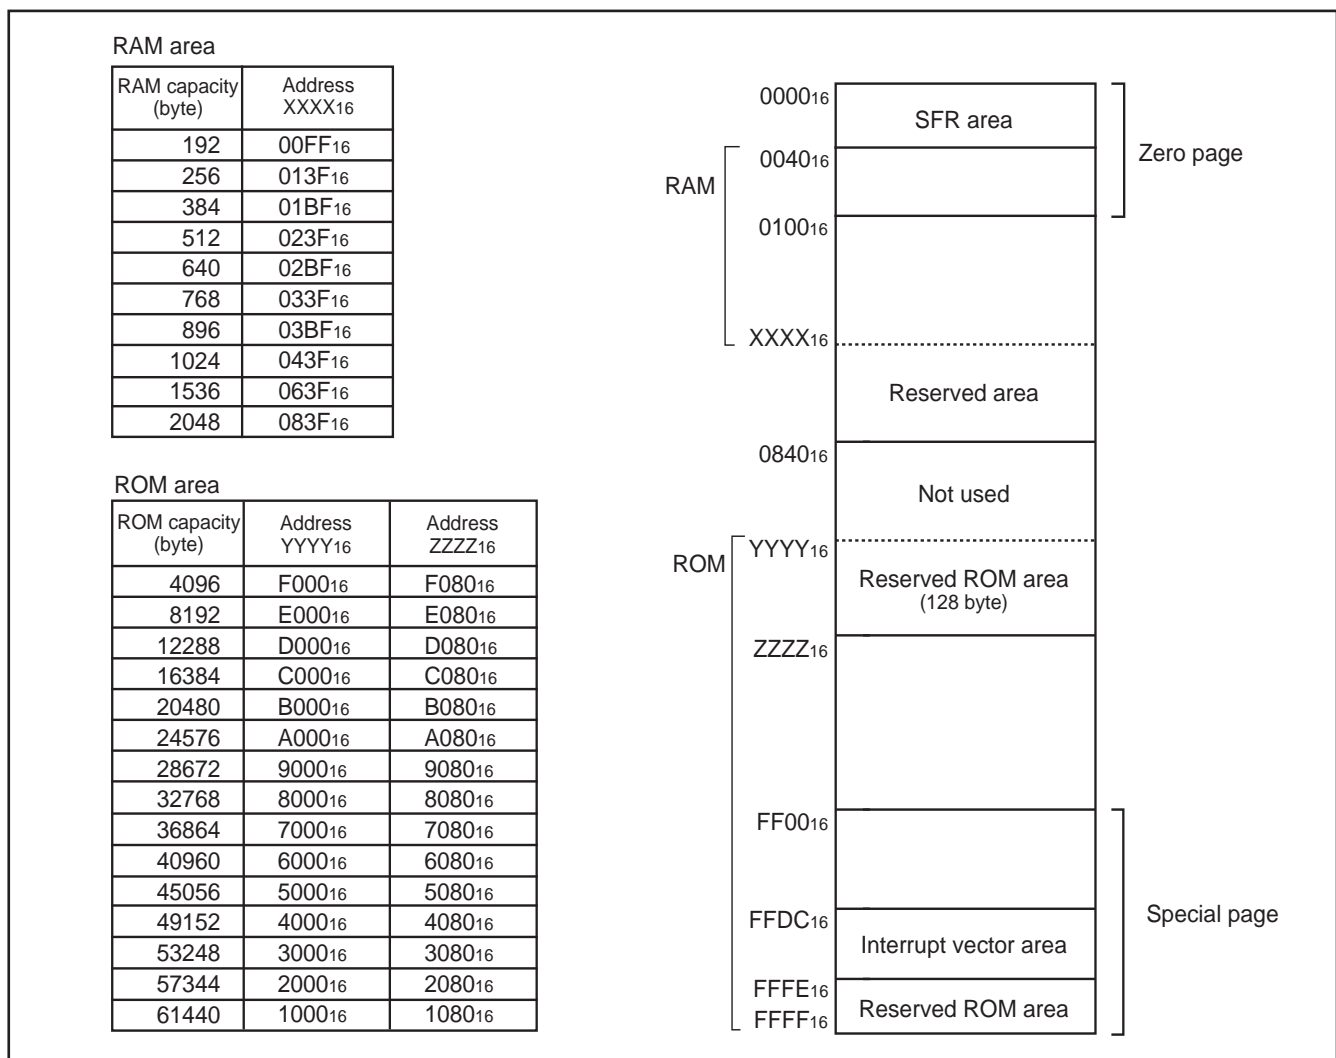 RAM area
RAM capacity (byte) Address XXXX16
192 00FF16
256 013F16
384 01BF16
512 023F16
640 02BF16
768 033F16
896 03BF16
1024 043F16
1536 063F16
2048 083F16
ROM area
ROM capacity (byte) Address YYYY16 Address ZZZZ16
4096 F00016 F08016
8192 E00016 E08016
12288 D00016 D08016
16384 C00016 C08016
20480 B00016 B08016
24576 A00016 A08016
28672 900016 908016
32768 800016 808016
36864 700016 708016
40960 600016 608016
45056 500016 508016
49152 400016 408016
53248 300016 308016
57344 200016 208016
61440 100016 108016
000016
SFR area
Zero page
RAM
004016
010016
XXXX16
Reserved area
084016
Not used
ROM
YYYY16
Reserved ROM area
(128 byte)
ZZZZ16
FF0016
Special page
FFDC16
Interrupt vector area
FFFE16
Reserved ROM area
FFFF16